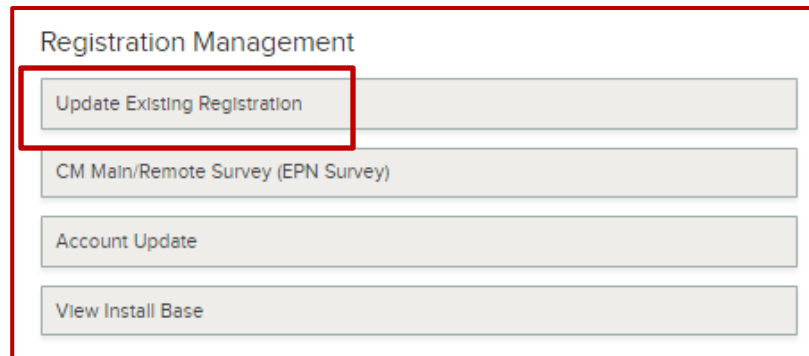 Registration Management
Update Existing Registration
CM Main/Remote Survey (EPN Survey)
Account Update
View Install Base